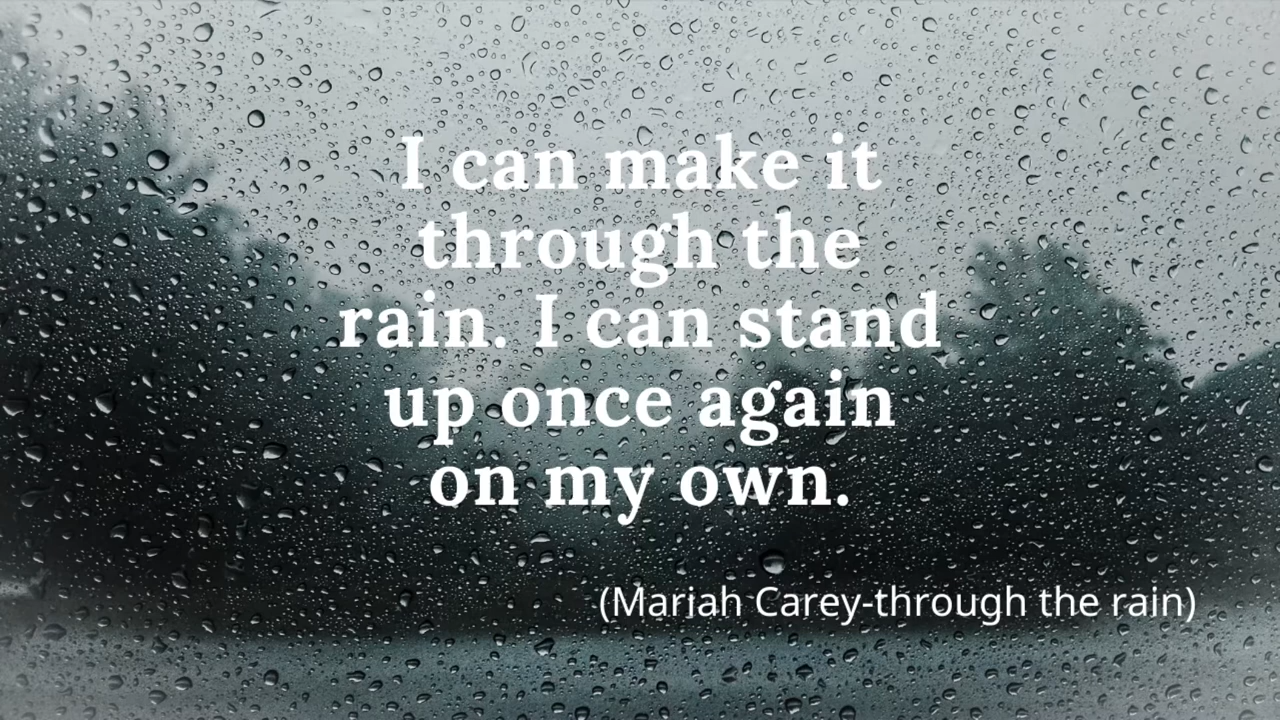 I can make it
through the
rain. I can stand
up once again
on my own.
(Mariah Carey-through the rain)